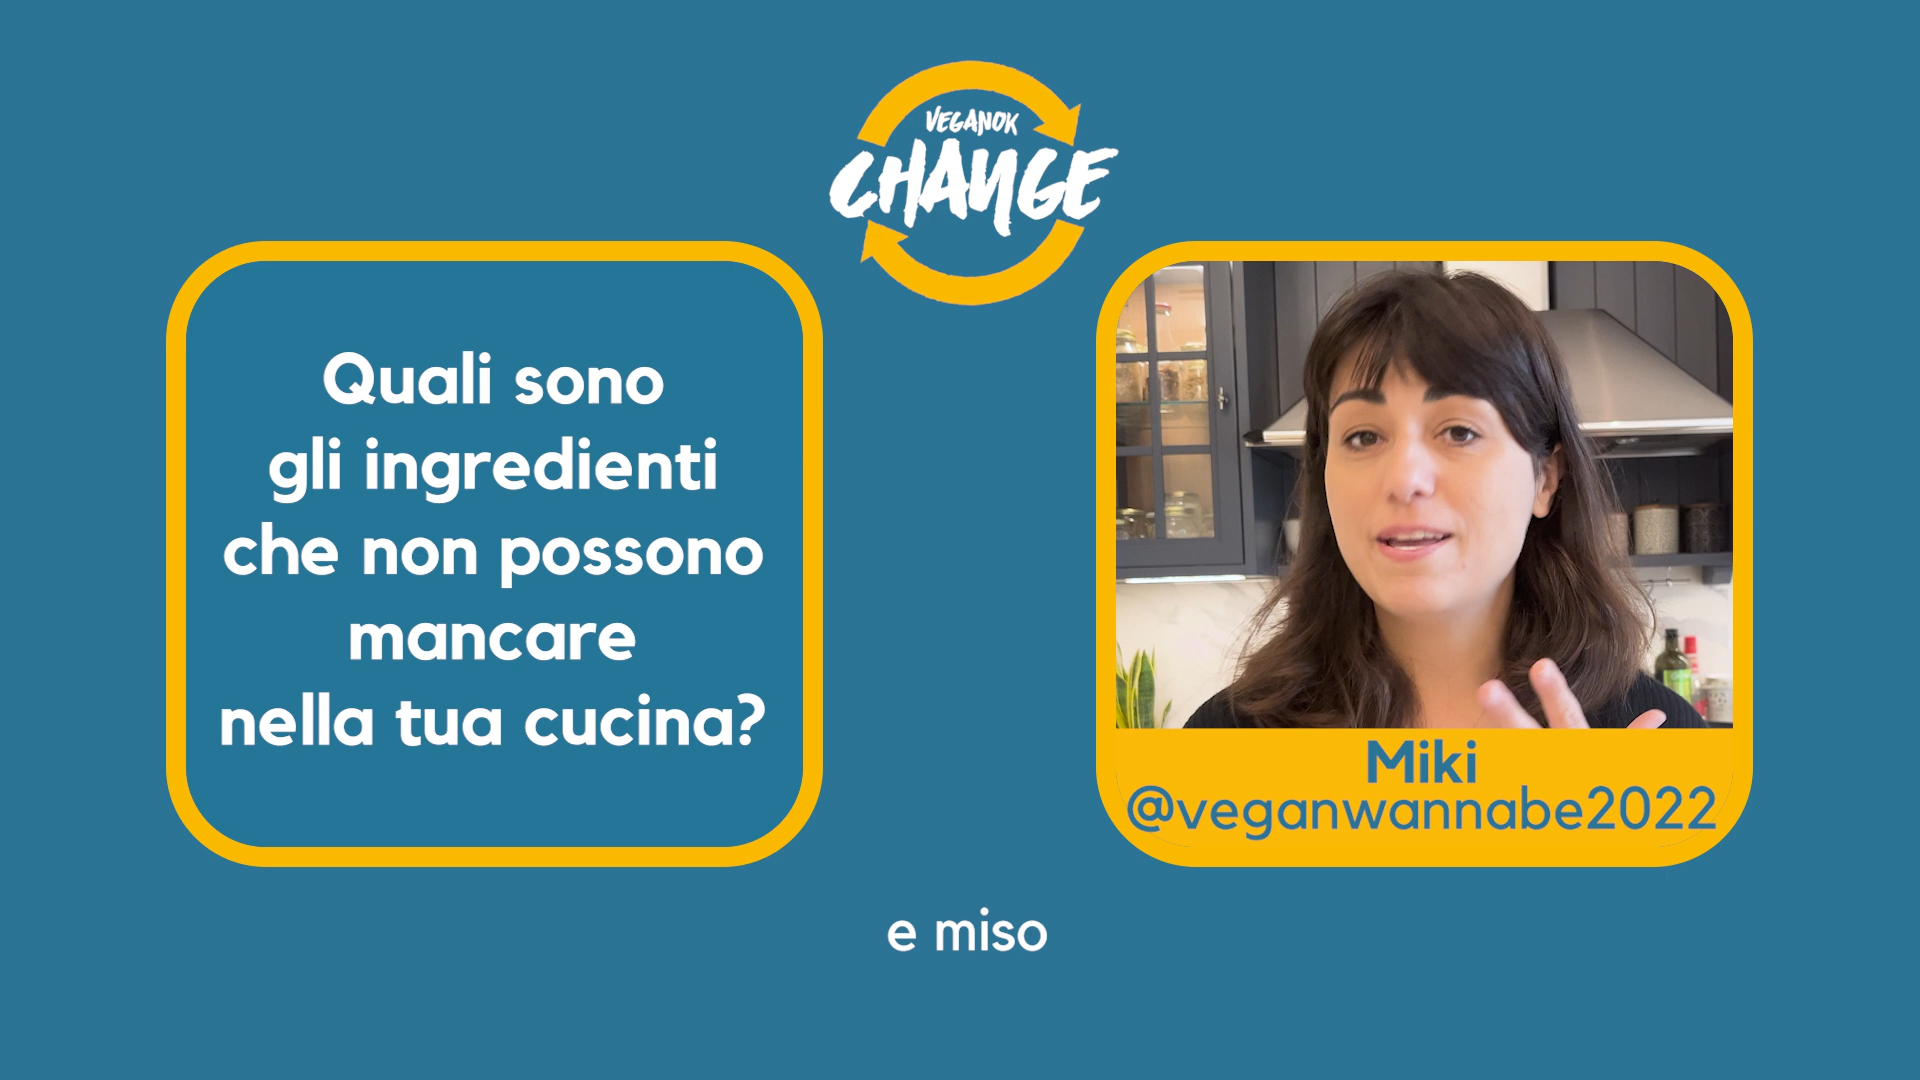 VEGANOK
CHANGE
Quali sono
gli ingredienti
che non possono
mancare
nella tua cucina?
Miki
@veganwannabe2022
e miso